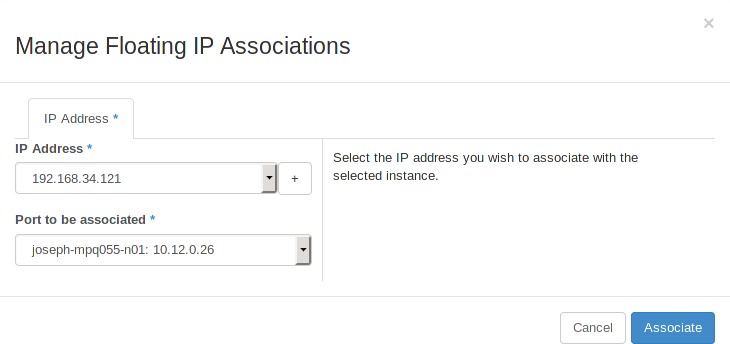 ×
Manage Floating IP Associations
IP Address *
IP Address *
192.168.34.121
+
Select the IP address you wish to associate with the
selected instance.
Port to be associated *
joseph-mpq055-n01: 10.12.0.26
Cancel
Associate